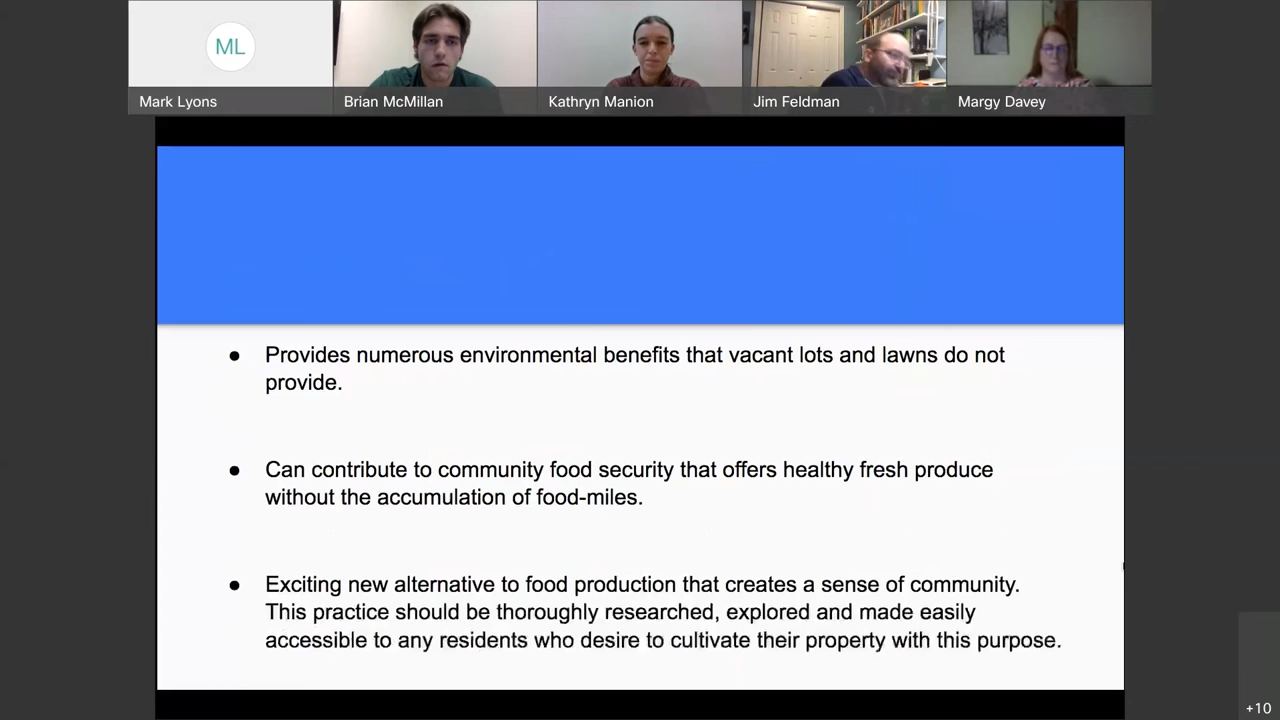 ML
Mark Lyons
Brian McMillan
Kathryn Manion
Jim Feldman
Margy Davey
● Provides numerous environmental benefits that vacant lots and lawns do not
provide.
● Can contribute to community food security that offers healthy fresh produce
without the accumulation of food-miles.
● Exciting new alternative to food production that creates a sense of community.
This practice should be thoroughly researched, explored and made easily
accessible to any residents who desire to cultivate their property with this purpose.
+10